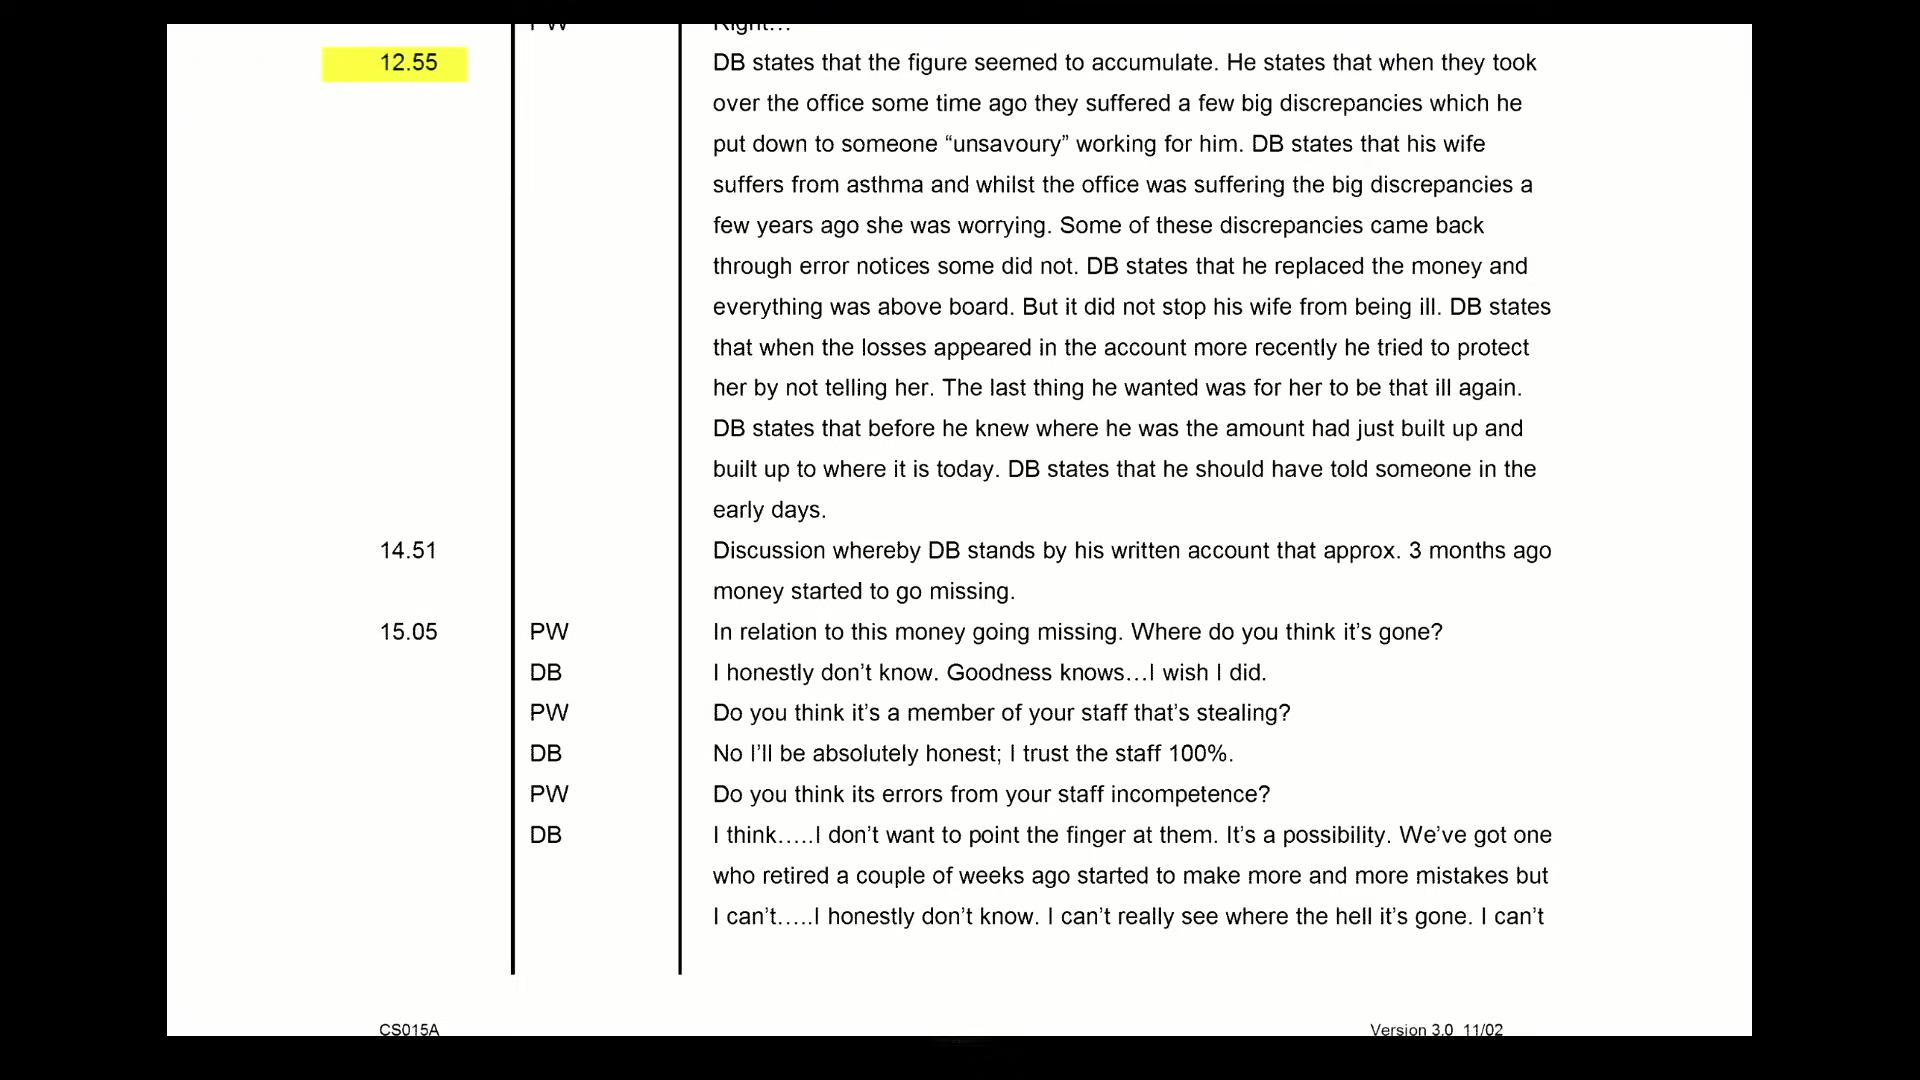 PW Right...
12.55 DB states that the figure seemed to accumulate. He states that when they took
over the office some time ago they suffered a few big discrepancies which he
put down to someone “unsavoury” working for him. DB states that his wife
suffers from asthma and whilst the office was suffering the big discrepancies a
few years ago she was worrying. Some of these discrepancies came back
through error notices some did not. DB states that he replaced the money and
everything was above board. But it did not stop his wife from being ill. DB states
that when the losses appeared in the account more recently he tried to protect
her by not telling her. The last thing he wanted was for her to be that ill again.
DB states that before he knew where he was the amount had just built up and
built up to where it is today. DB states that he should have told someone in the
early days.
14.51 Discussion whereby DB stands by his written account that approx. 3 months ago
money started to go missing.
15.05 PW In relation to this money going missing. Where do you think it’s gone?
DB I honestly don’t know. Goodness knows…I wish I did.
PW Do you think it’s a member of your staff that’s stealing?
DB No I’ll be absolutely honest; I trust the staff 100%.
PW Do you think its errors from your staff incompetence?
DB I think…..I don’t want to point the finger at them. It’s a possibility. We’ve got one
who retired a couple of weeks ago started to make more and more mistakes but
I can’t…..I honestly don’t know. I can’t really see where the hell it’s gone. I can’t
CS015A Version 3.0 11/02